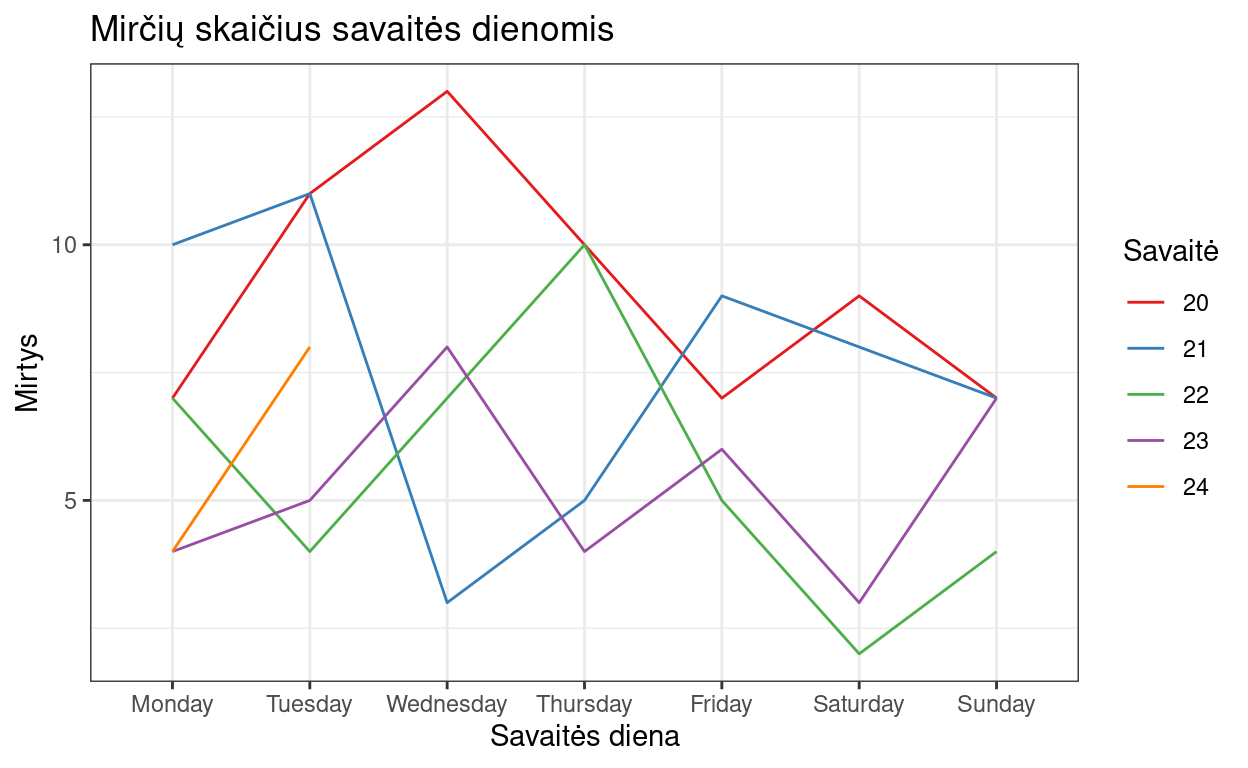 Mirčių skaičius savaitės dienomis
Mirtys
10
5
Monday Tuesday Wednesday Thursday Friday Saturday Sunday
Savaitės diena
Savaitė
20
21
22
23
24